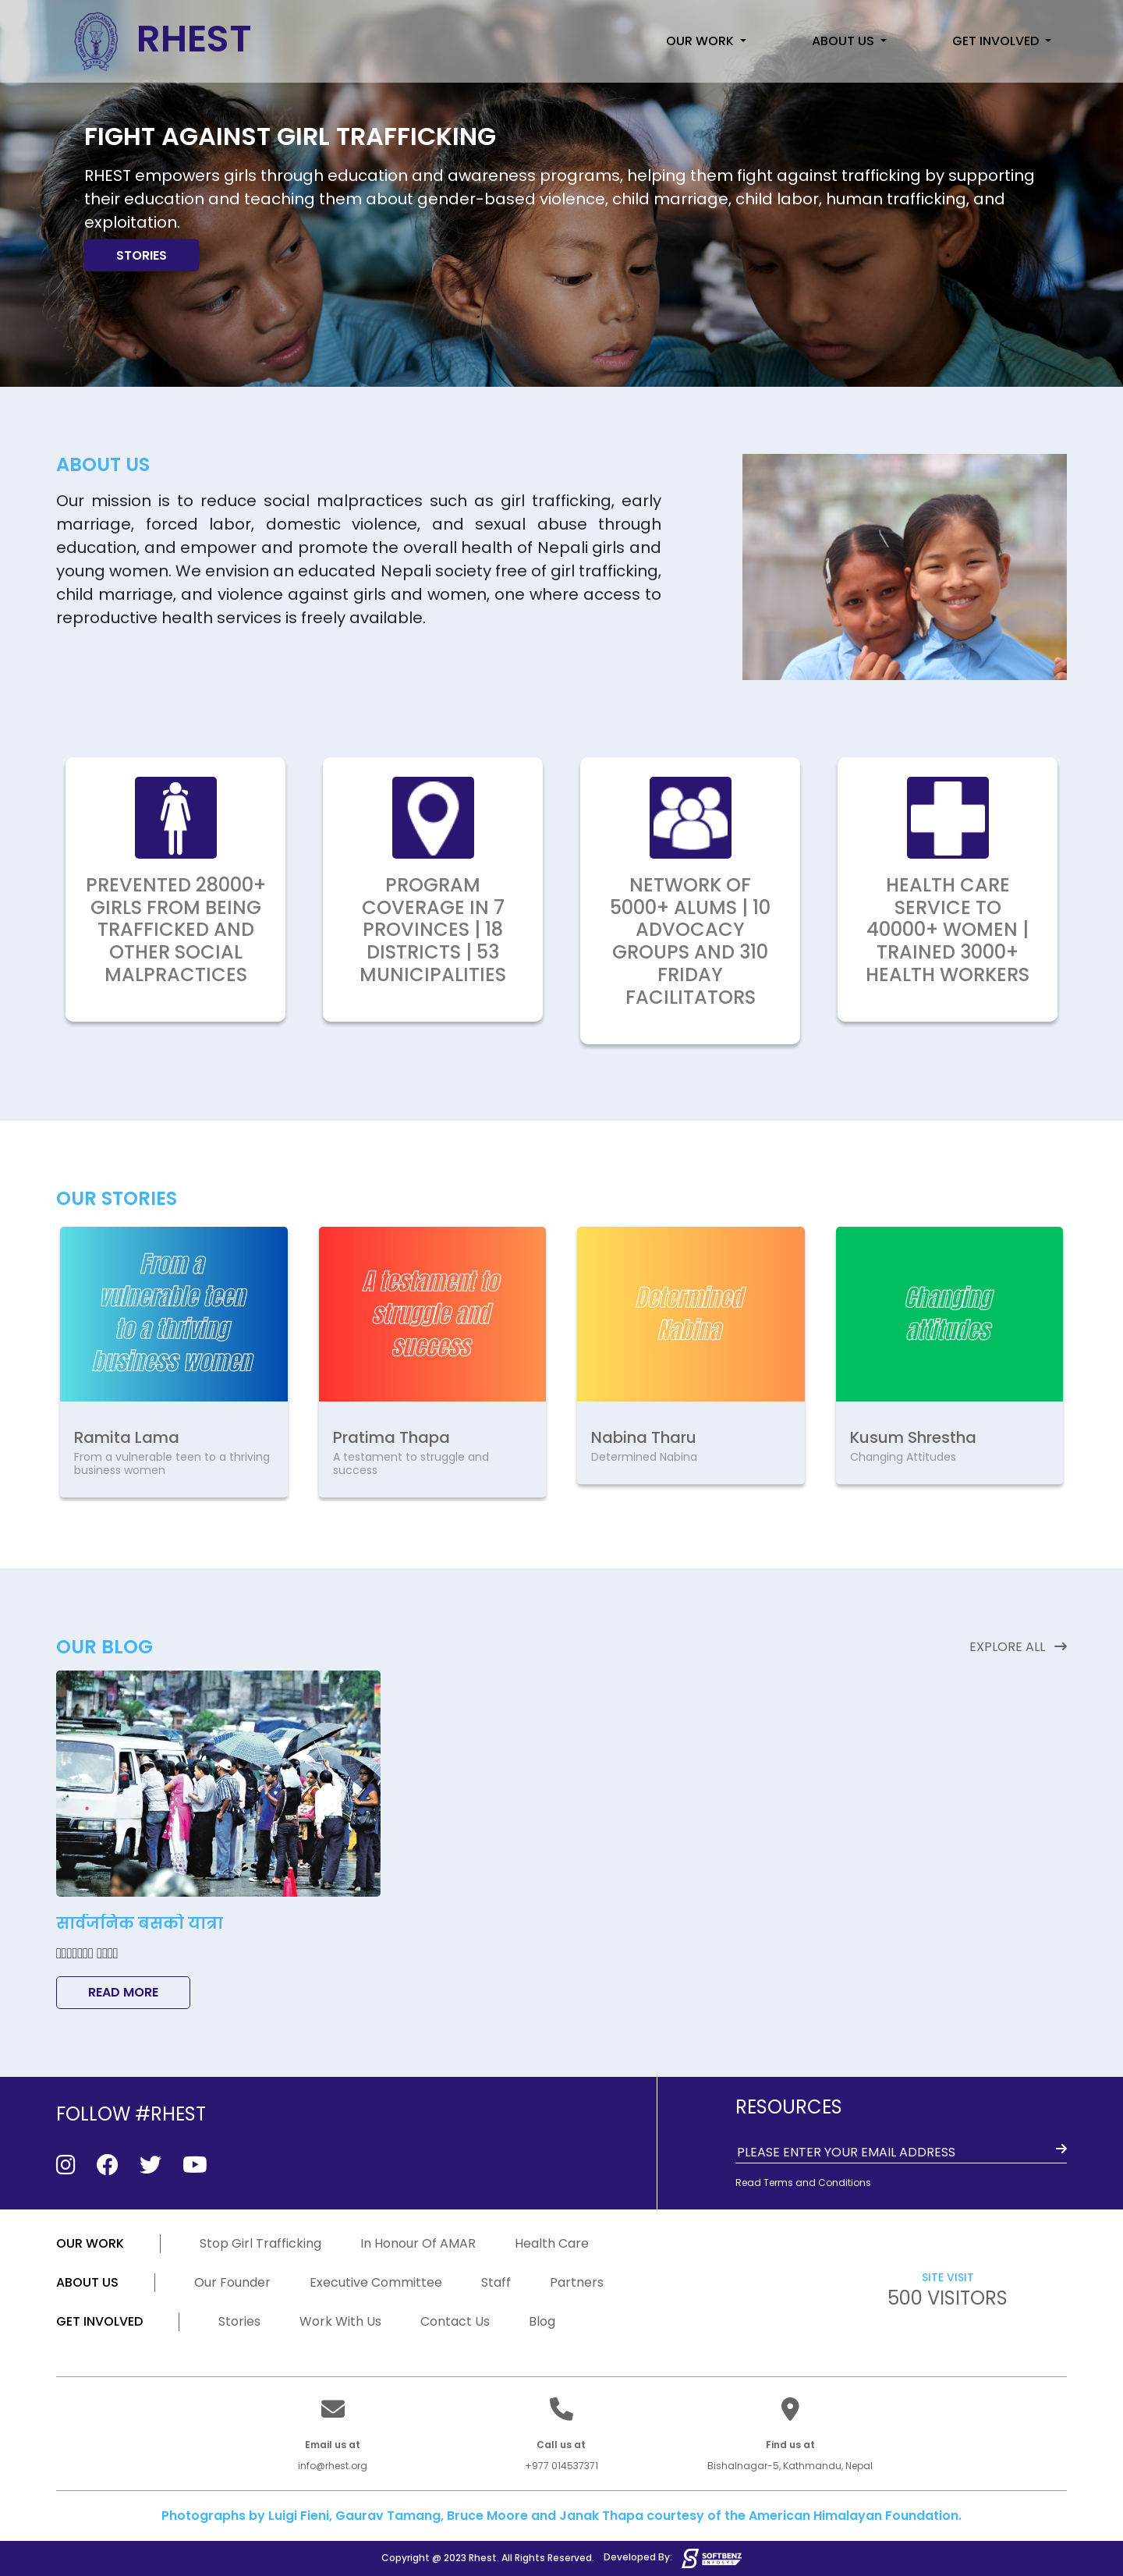 RHEST
OUR WORK
ABOUT US
GET INVOLVED
FIGHT AGAINST GIRL TRAFFICKING
RHEST empowers girls through education and awareness programs, helping them fight against trafficking by supporting
their education and teaching them about gender-based violence, child marriage, child labor, human trafficking, and
exploitation.
STORIES
ABOUT US
Our mission is to reduce social malpractices such as girl trafficking, early
marriage, forced labor, domestic violence, and sexual abuse through
education, and empower and promote the overall health of Nepali girls and
young women. We envision an educated Nepali society free of girl trafficking,
child marriage, and violence against girls and women, one where access to
reproductive health services is freely available.
PREVENTED 28000+
GIRLS FROM BEING
TRAFFICKED AND
OTHER SOCIAL
MALPRACTICES
PROGRAM
COVERAGE IN 7
PROVINCES | 18
DISTRICTS | 53
MUNICIPALITIES
NETWORK OF
5000+ ALUMS | 10
ADVOCACY
GROUPS AND 310
FRIDAY
FACILITATORS
HEALTH CARE
SERVICE TO
40000+ WOMEN |
TRAINED 3000+
HEALTH WORKERS
OUR STORIES
From a
vulnerable teen
to a thriving
business women
Ramita Lama
From a vulnerable teen to a thriving
business women
A testament to
struggle and
success
Pratima Thapa
A testament to struggle and
success
Determined
Nabina
Nabina Tharu
Determined Nabina
Changing
attitudes
Kusum Shrestha
Changing Attitudes
OUR BLOG
EXPLORE ALL
सार्वजनिक बसको यात्रा
READ MORE
FOLLOW #RHEST
RESOURCES
PLEASE ENTER YOUR EMAIL ADDRESS
Read Terms and Conditions
OUR WORK
Stop Girl Trafficking
In Honour Of AMAR
Health Care
ABOUT US
Our Founder
Executive Committee
Staff
Partners
GET INVOLVED
Stories
Work With Us
Contact Us
Blog
SITE VISIT
500 VISITORS
Email us at
info@rhest.org
Call us at
+977 014537371
Find us at
Bishalnagar-5, Kathmandu, Nepal
Photographs by Luigi Fieni, Gaurav Tamang, Bruce Moore and Janak Thapa courtesy of the American Himalayan Foundation.
Copyright @ 2023 Rhest. All Rights Reserved.
Developed By:
SOFTBENZ
INFOSYS